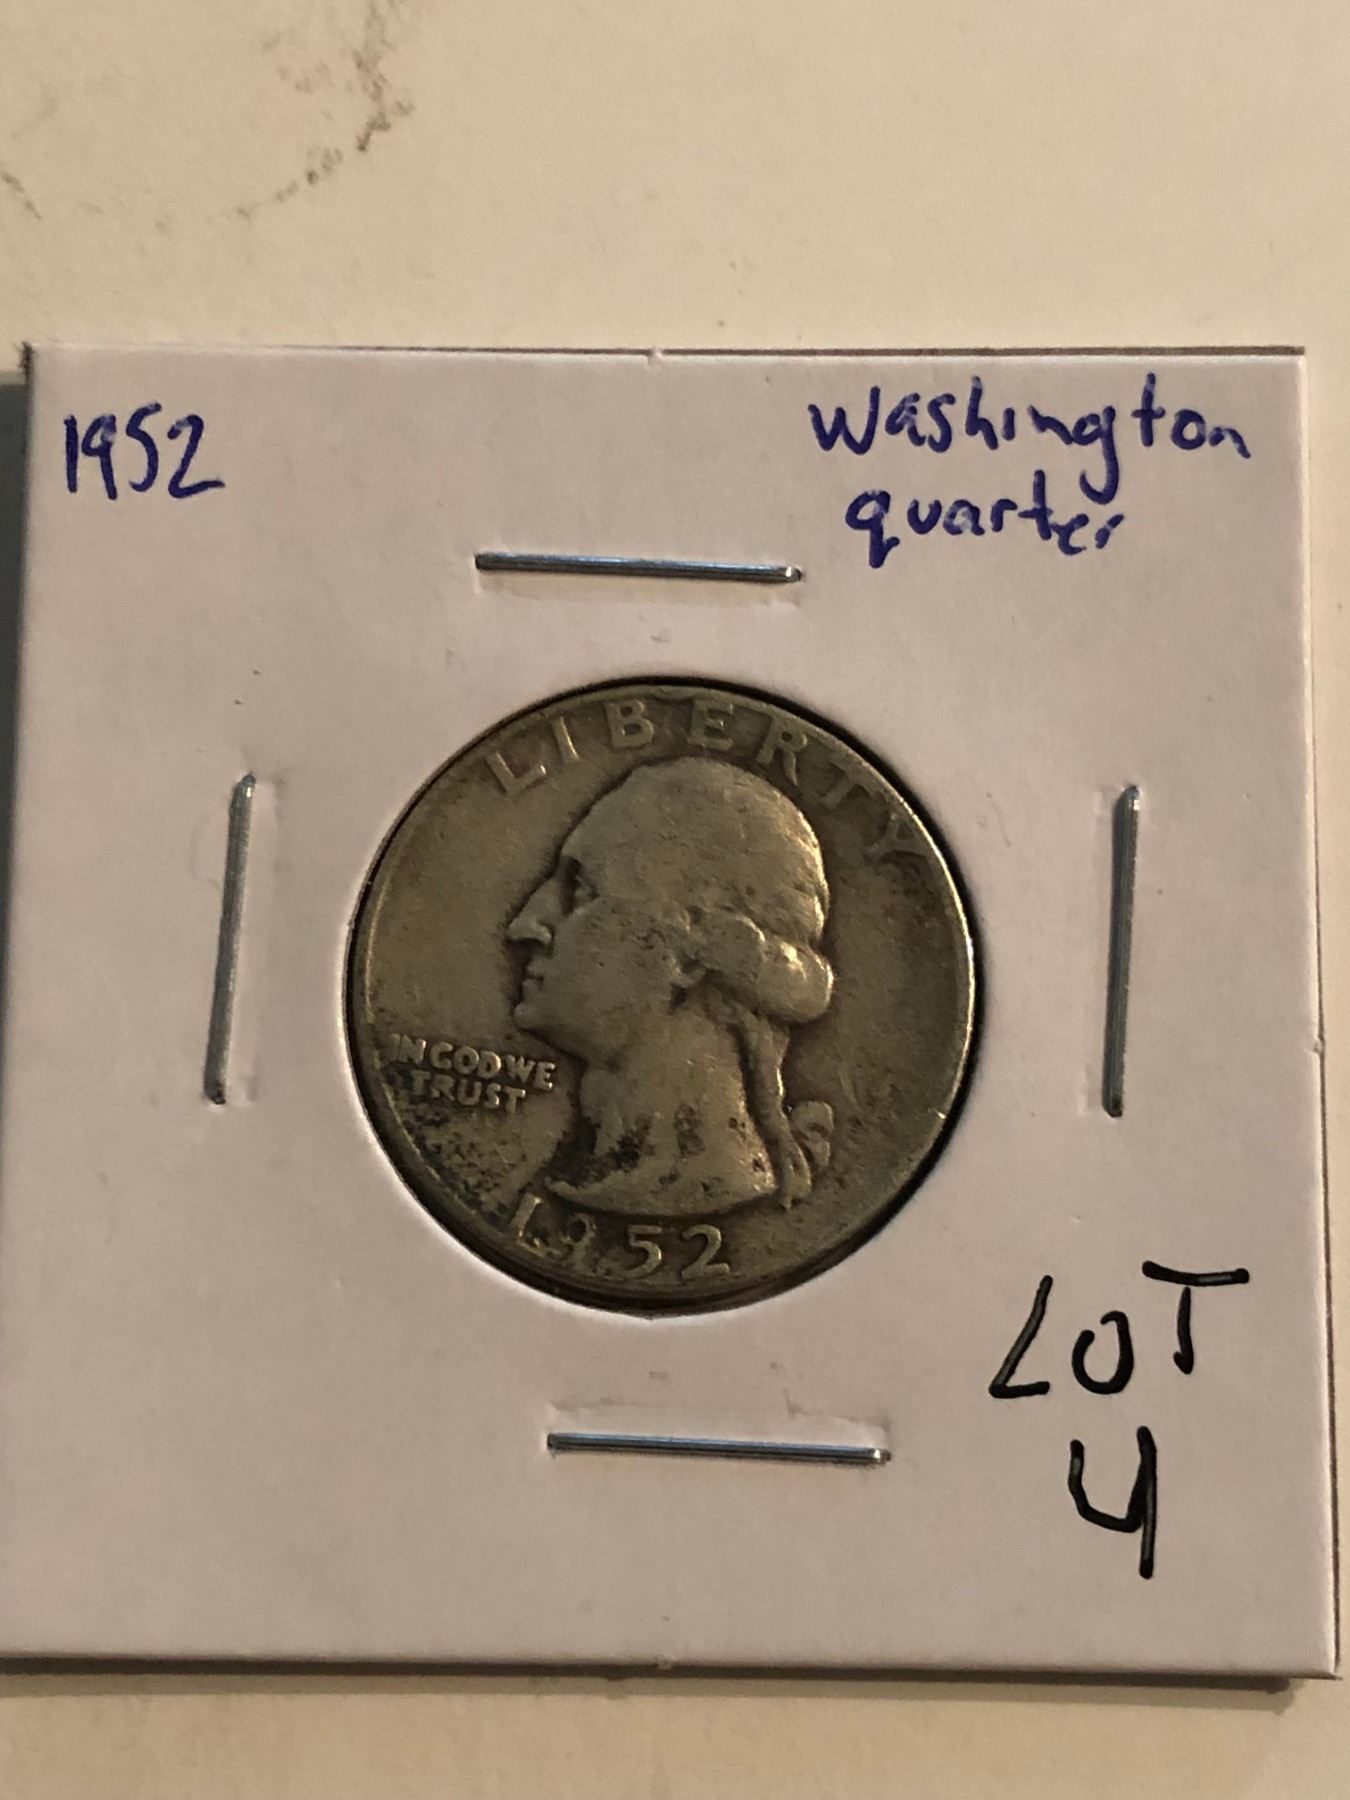 1952
Washington
quarter
LIBERTY
IN GOD WE
TRUST
1952
LOT
4